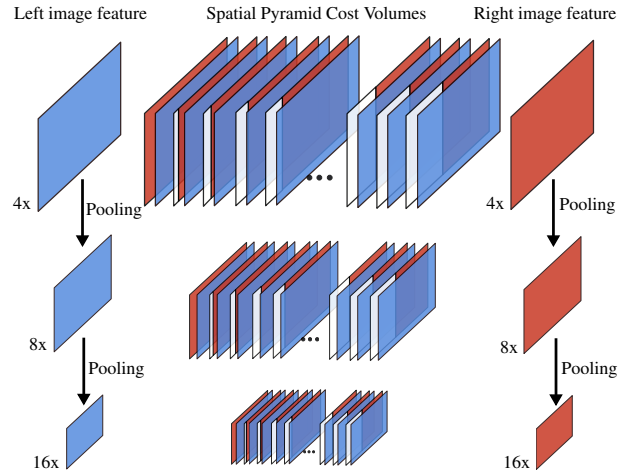 Left image feature
Spatial Pyramid Cost Volumes
Right image feature
4x
Pooling
4x
Pooling
8x
Pooling
8x
Pooling
16x
16x